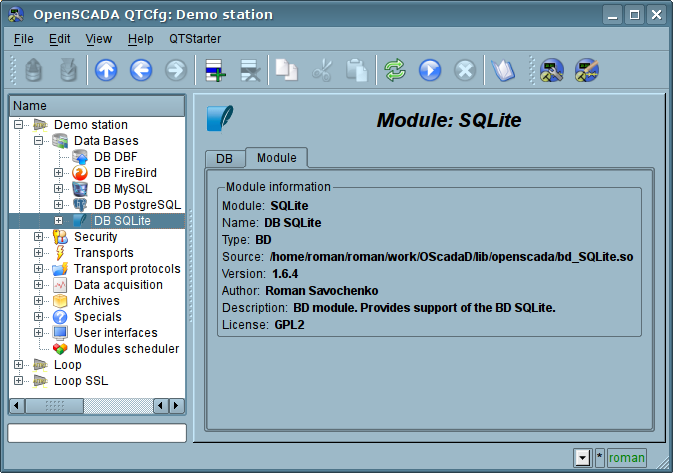 OpenSCADA QTCfg: Demo station
File Edit View Help QTStarter
Name
Demo station
Data Bases
DB DBF
DB FireBird
DB MySQL
DB PostgreSQL
DB SQLite
Security
Transports
Transport protocols
Data acquisition
Archives
Specials
User interfaces
Modules scheduler
Loop
Loop SSL
Module: SQLite
DB Module
Module information
Module: SQLite
Name: DB SQLite
Type: BD
Source: /home/roman/roman/work/OScadaD/lib/openscada/bd_SQLite.so
Version: 1.6.4
Author: Roman Savochenko
Description: BD module. Provides support of the BD SQLite.
License: GPL2
* roman